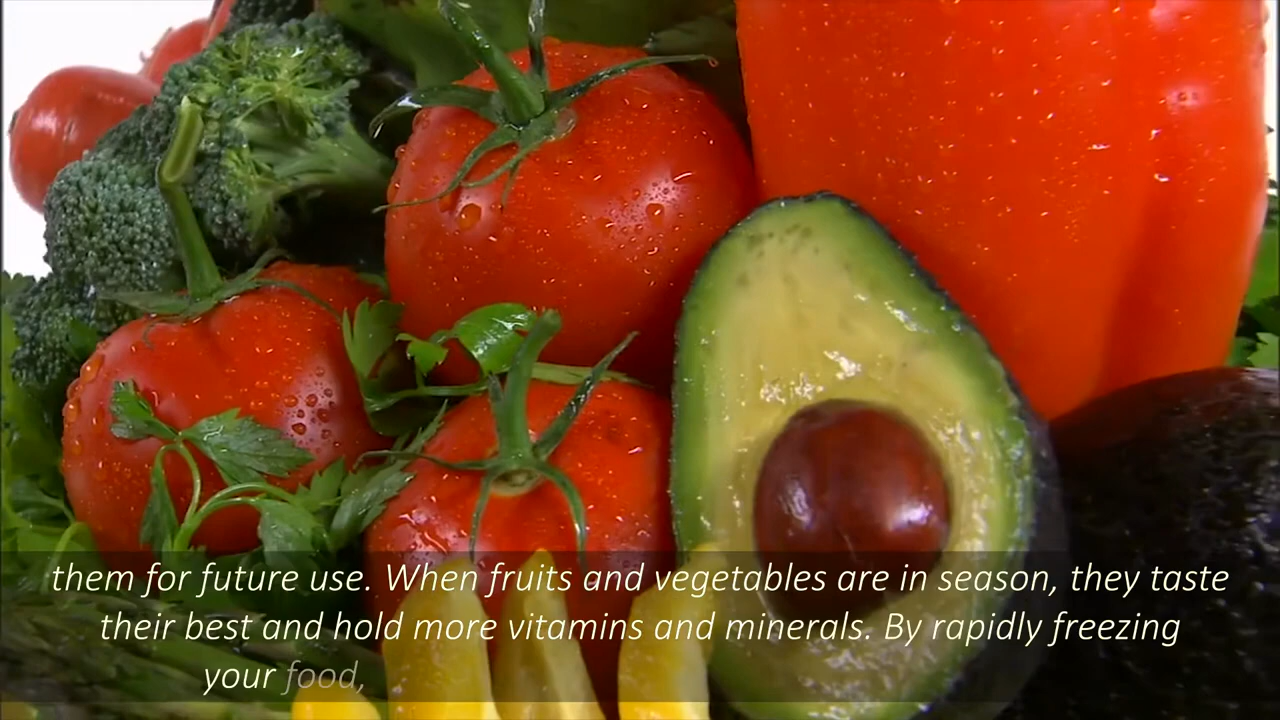 them for future use. When fruits and vegetables are in season, they taste
their best and hold more vitamins and minerals. By rapidly freezing
your food,